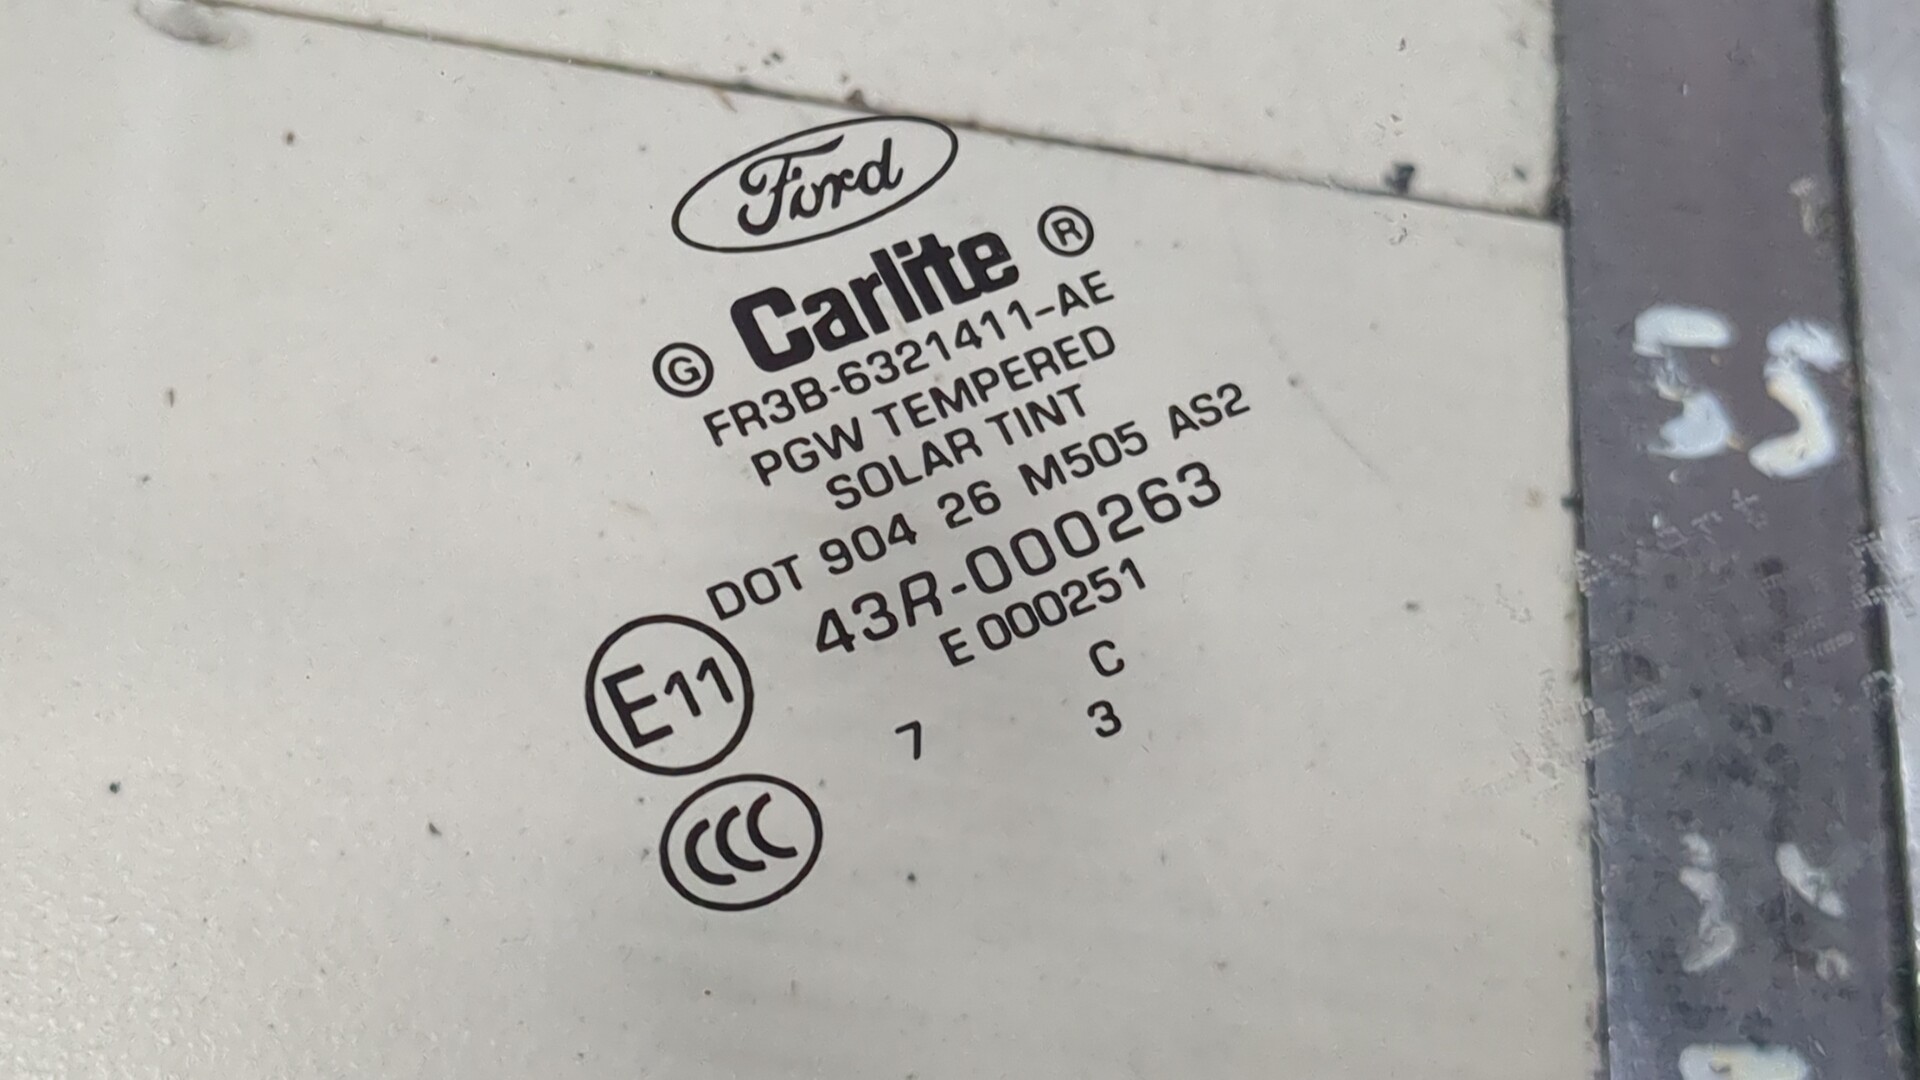 Ford
Carlite ®
G
FR3B-6321411-AE
PGW TEMPERED
SOLAR TINT
DOT 904 26 M505 AS2
43R-000263
E 000251
E11
C
7 3
CCC